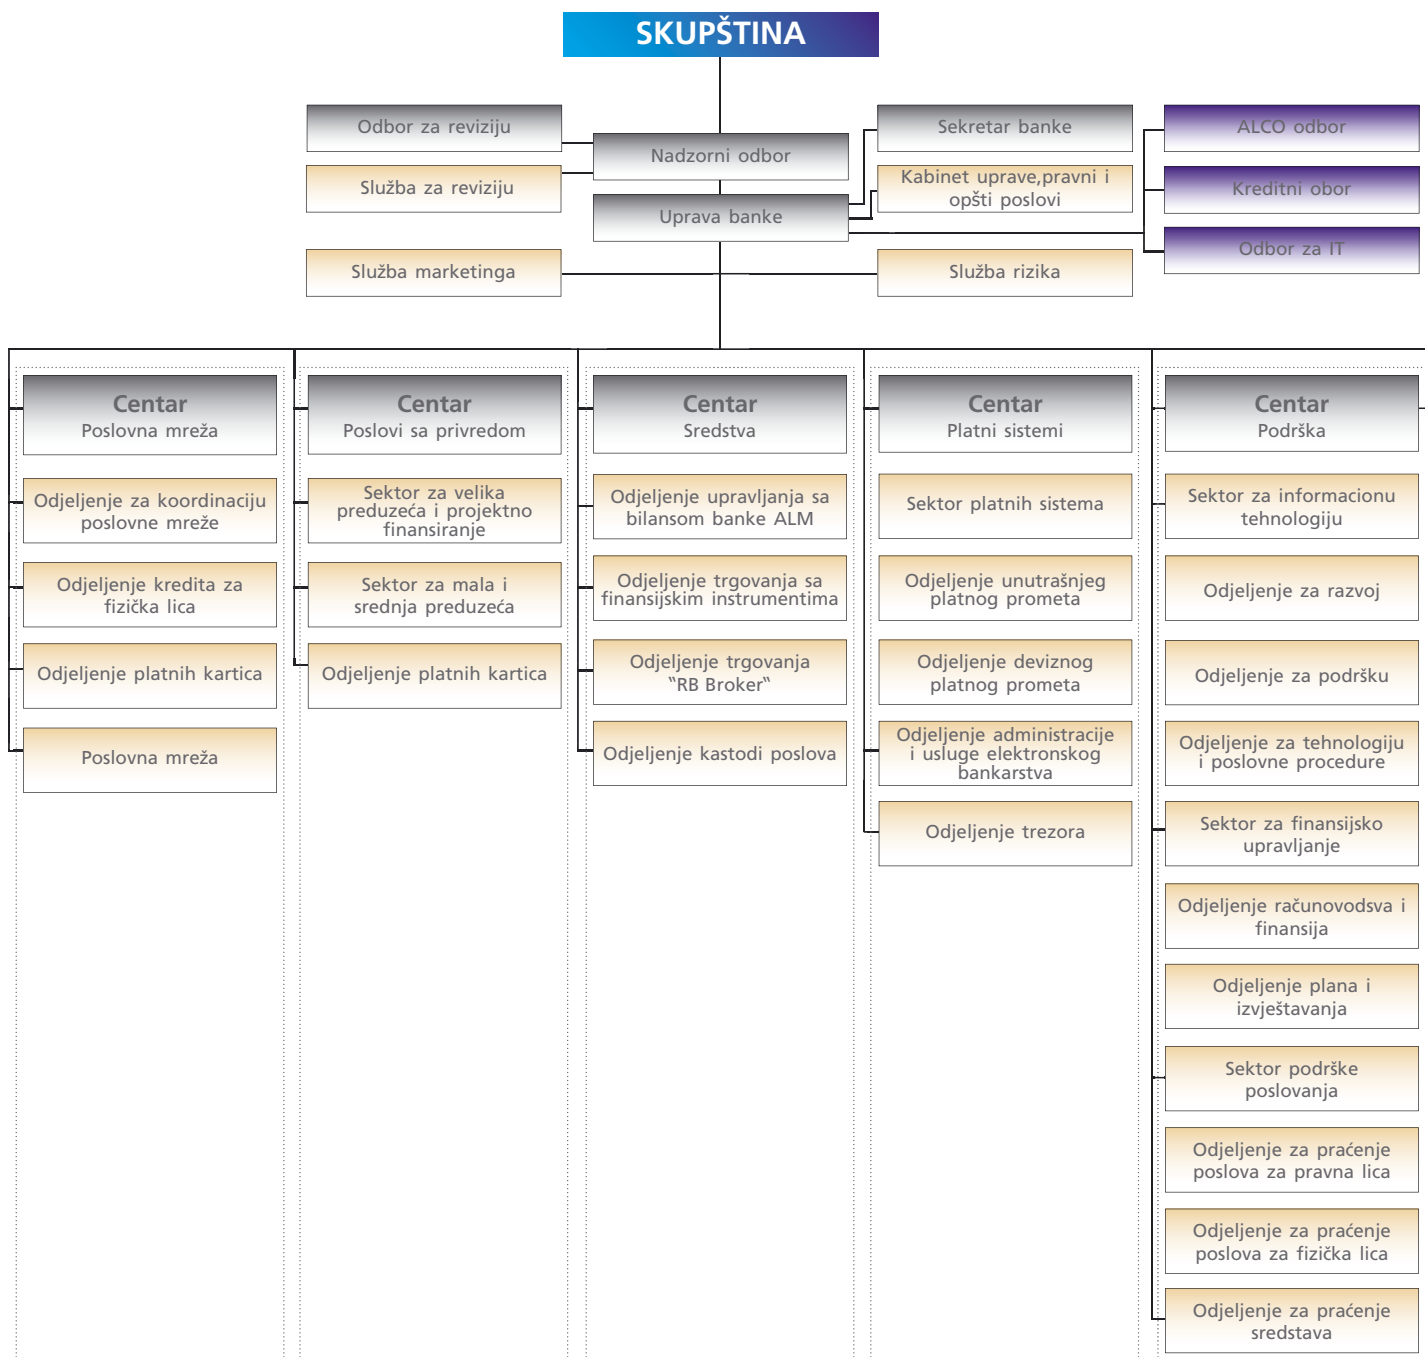 SKUPŠTINA
Odbor za reviziju
Nadzorni odbor
Služba za reviziju
Uprava banke
Sekretar banke
Kabinet uprave,pravni i
opšti poslovi
ALCO odbor
Kreditni obor
Odbor za IT
Služba marketinga
Služba rizika
Centar
Poslovna mreža
Odjeljenje za koordinaciju
poslovne mreže
Odjeljenje kredita za
fizička lica
Odjeljenje platnih kartica
Poslovna mreža
Centar
Poslovi sa privredom
Sektor za velika
preduzeća i projektno
finansiranje
Sektor za mala i
srednja preduzeća
Odjeljenje platnih kartica
Centar
Sredstva
Odjeljenje upravljanja sa
bilansom banke ALM
Odjeljenje trgovanja sa
finansijskim instrumentima
Odjeljenje trgovanja
"RB Broker"
Odjeljenje kastodi poslova
Centar
Platni sistemi
Sektor platnih sistema
Odjeljenje unutrašnjeg
platnog prometa
Odjeljenje deviznog
platnog prometa
Odjeljenje administracije
i usluge elektronskog
bankarstva
Odjeljenje trezora
Centar
Podrška
Sektor za informacionu
tehnologiju
Odjeljenje za razvoj
Odjeljenje za podršku
Odjeljenje za tehnologiju
i poslovne procedure
Sektor za finansijsko
upravljanje
Odjeljenje računovodsva i
finansija
Odjeljenje plana i
izvještavanja
Sektor podrške
poslovanja
Odjeljenje za praćenje
poslova za pravna lica
Odjeljenje za praćenje
poslova za fizička lica
Odjeljenje za praćenje
sredstava